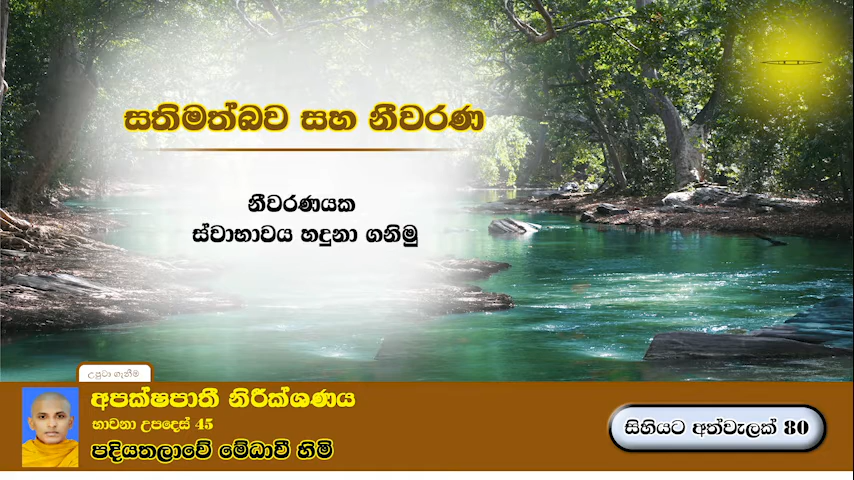 සතිමත්බව සහ නීවරණ
නීවරණයක
ස්වාභාවය හදුනා ගනිමු
උපුටා ගැනීම
අපක්ෂපාතී නිරීක්ශණය
භාවනා උපදෙස් 45
පදියතලාවේ මේධාවී හිමි
සිහියට අත්වැලක් 80